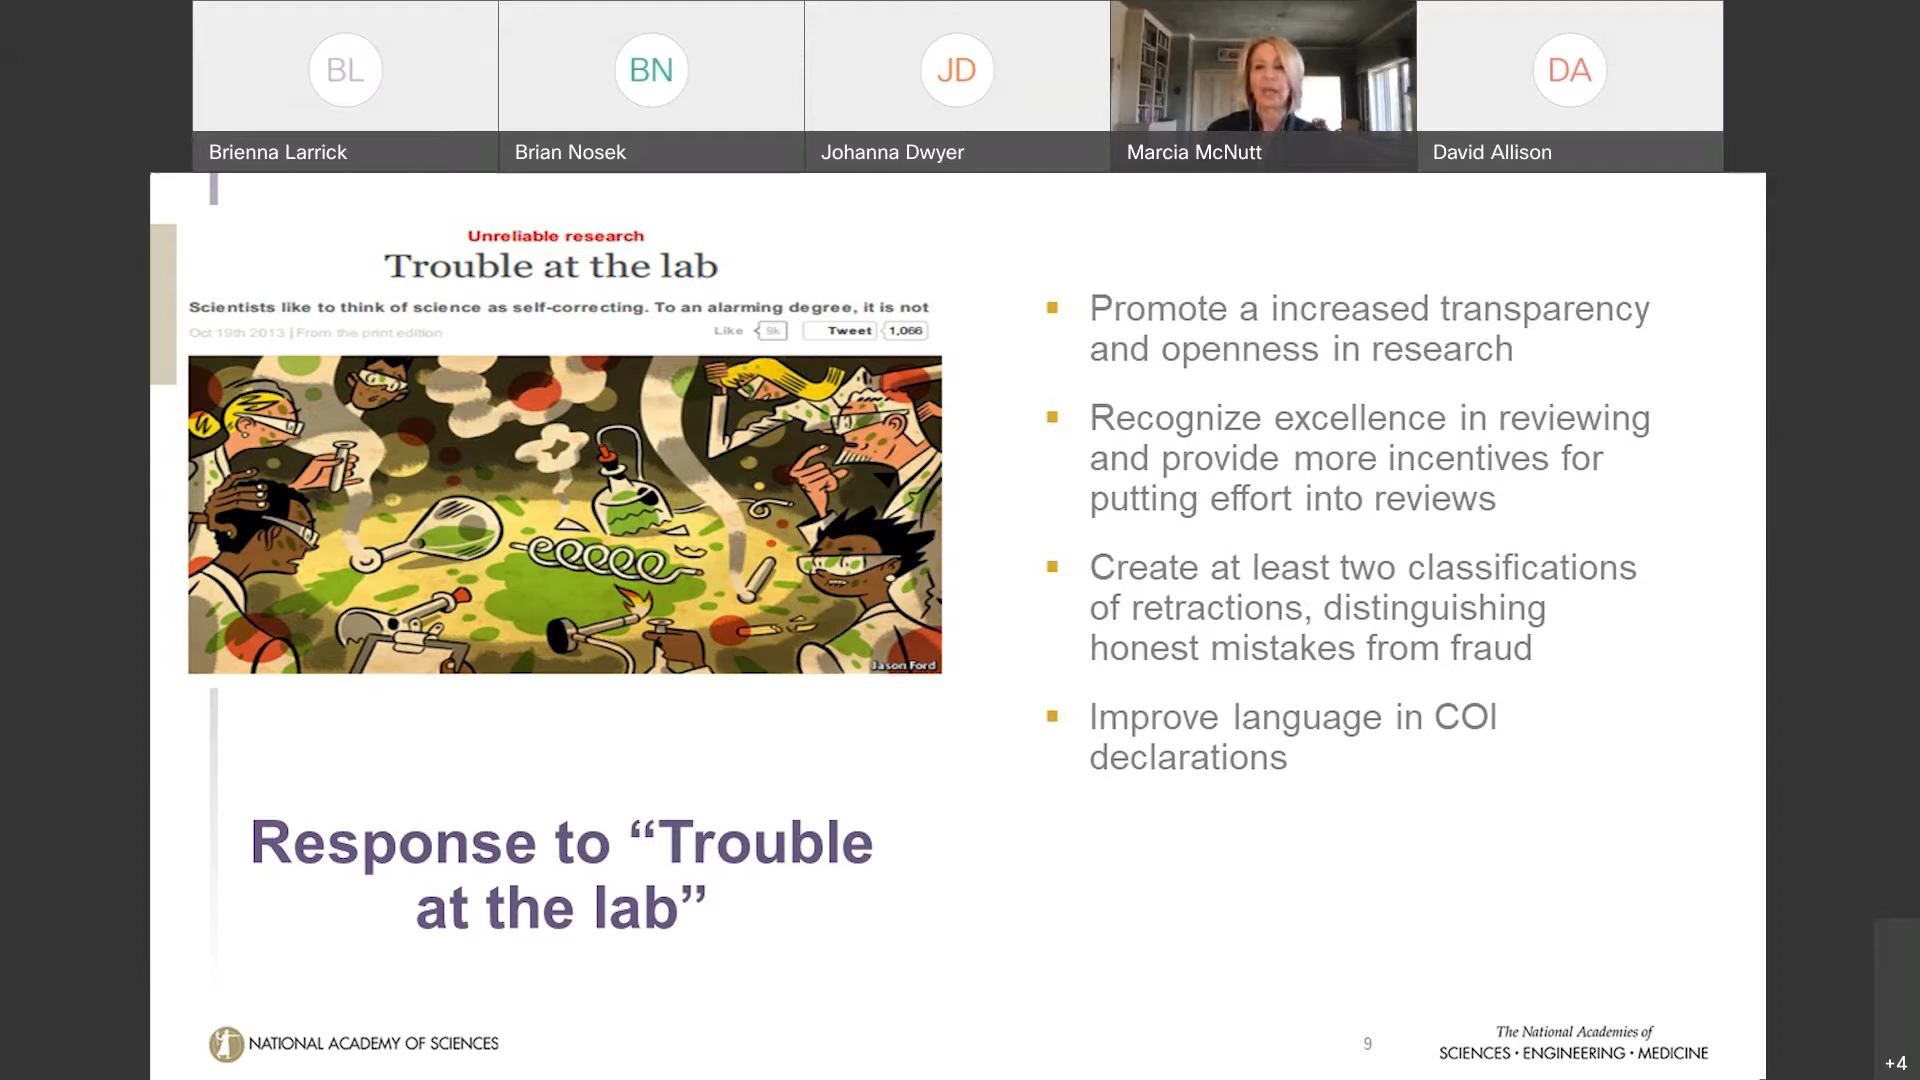 BL
BN
JD
DA
Brienna Larrick
Brian Nosek
Johanna Dwyer
Marcia McNutt
David Allison
Unreliable research
Trouble at the lab
Scientists like to think of science as self-correcting. To an alarming degree, it is not
Oct 19th 2013 | From the print edition
Like 9k Tweet 1,066
Jason Ford
Response to “Trouble
at the lab”
Promote a increased transparency
and openness in research
Recognize excellence in reviewing
and provide more incentives for
putting effort into reviews
Create at least two classifications
of retractions, distinguishing
honest mistakes from fraud
Improve language in COI
declarations
NATIONAL ACADEMY OF SCIENCES
9
The National Academies of
SCIENCES • ENGINEERING • MEDICINE
+4